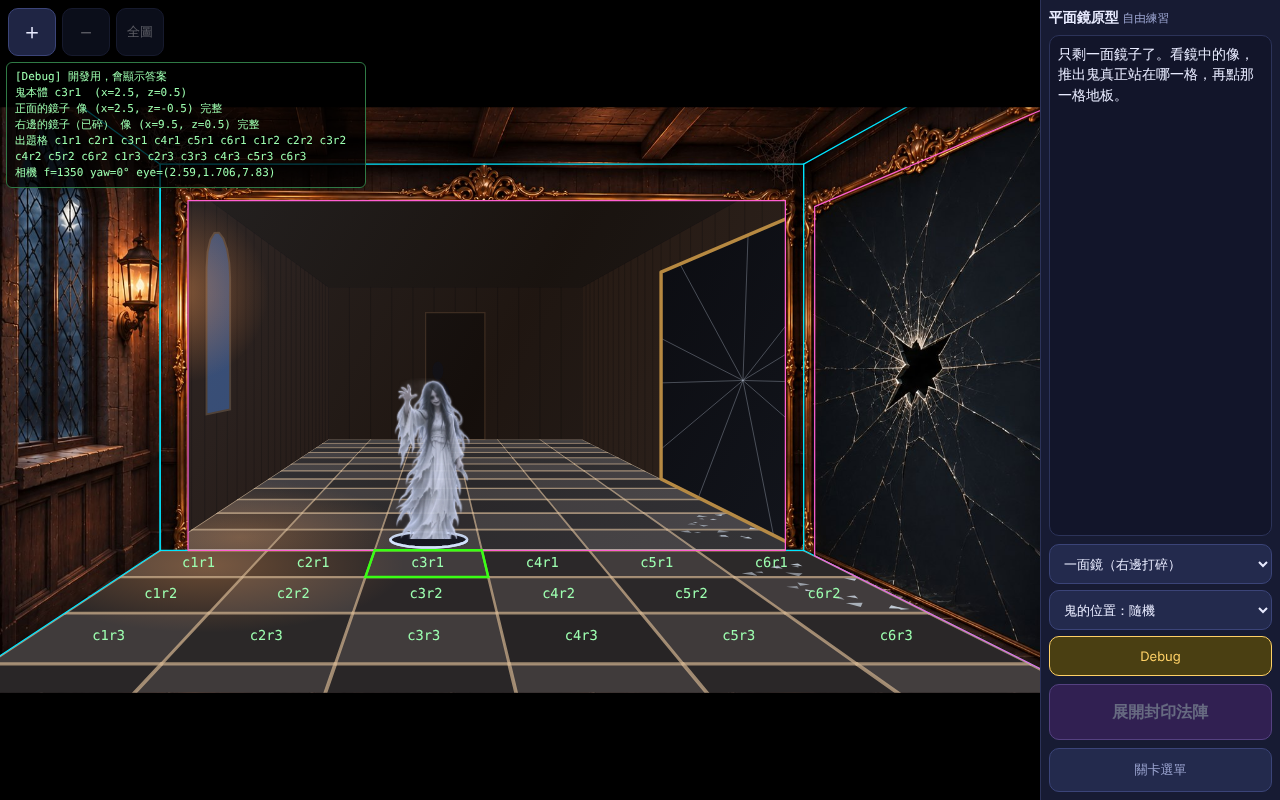 +
−
全圖
[Debug] 開發用，會顯示答案
鬼本體 c3r1 (x=2.5, z=0.5)
正面的鏡子 像 (x=2.5, z=-0.5) 完整
右邊的鏡子（已碎） 像 (x=9.5, z=0.5) 完整
出題格 c1r1 c2r1 c3r1 c4r1 c5r1 c6r1 c1r2 c2r2 c3r2
c4r2 c5r2 c6r2 c1r3 c2r3 c3r3 c4r3 c5r3 c6r3
相機 f=1350 yaw=0° eye=(2.59,1.706,7.83)
c1r1 c2r1 c3r1 c4r1 c5r1 c6r1
c1r2 c2r2 c3r2 c4r2 c5r2 c6r2
c1r3 c2r3 c3r3 c4r3 c5r3 c6r3
平面鏡原型 自由練習
只剩一面鏡子了。看鏡中的像，
推出鬼真正站在哪一格，再點那
一格地板。
一面鏡（右邊打碎）
鬼的位置：隨機
Debug
展開封印法陣
關卡選單